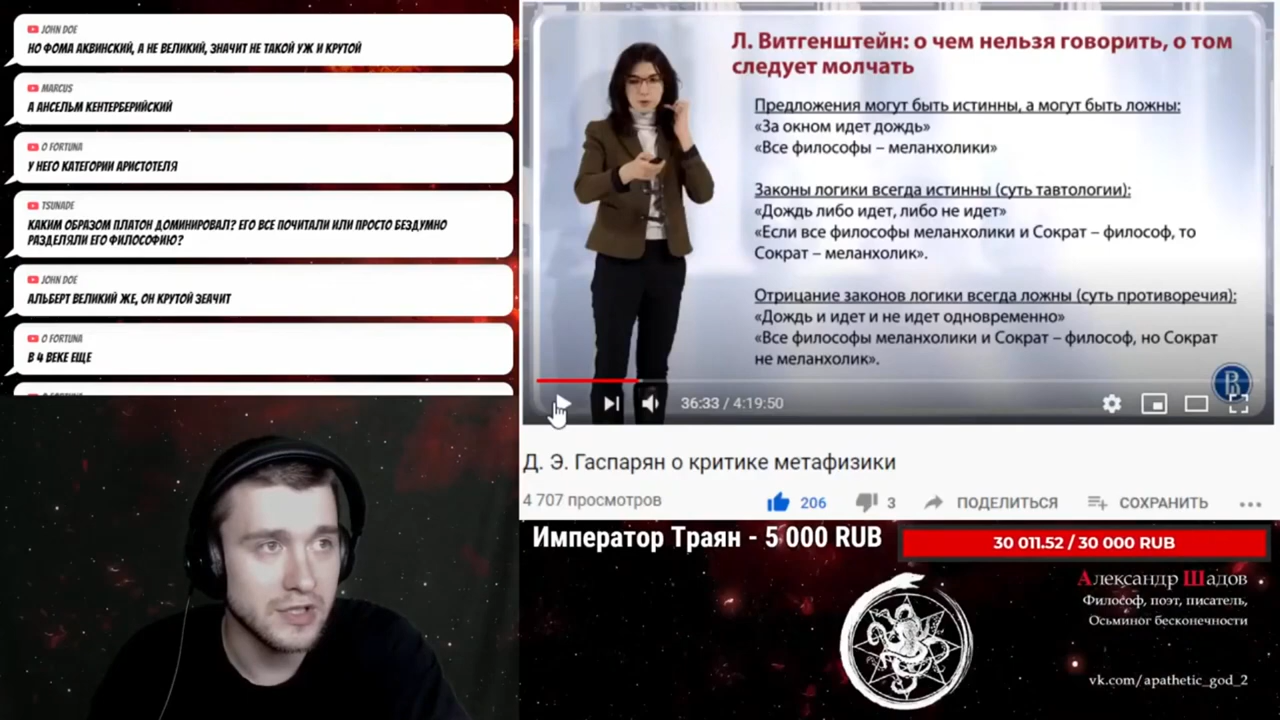 JOHN DOE
НО ФОМА АКВИНСКИЙ, А НЕ ВЕЛИКИЙ, ЗНАЧИТ НЕ ТАКОЙ УЖ И КРУТОЙ
MARCUS
А АНСЕЛЬМ КЕНТЕРБЕРИЙСКИЙ
O FORTUNA
У НЕГО КАТЕГОРИИ АРИСТОТЕЛЯ
TSUNADE
КАКИМ ОБРАЗОМ ПЛАТОН ДОМИНИРОВАЛ? ЕГО ВСЕ ПОЧИТАЛИ ИЛИ ПРОСТО БЕЗДУМНО
РАЗДЕЛЯЛИ ЕГО ФИЛОСОФИЮ?
JOHN DOE
АЛЬБЕРТ ВЕЛИКИЙ ЖЕ, ОН КРУТОЙ ЗЕАЧИТ
O FORTUNA
В 4 ВЕКЕ ЕЩЕ
Л. Витгенштейн: о чем нельзя говорить, о том
следует молчать
Предложения могут быть истинны, а могут быть ложны:
«За окном идет дождь»
«Все философы – меланхолики»
Законы логики всегда истинны (суть тавтологии):
«Дождь либо идет, либо не идет»
«Если все философы меланхолики и Сократ – философ, то
Сократ – меланхолик».
Отрицание законов логики всегда ложны (суть противоречия):
«Дождь и идет и не идет одновременно»
«Все философы меланхолики и Сократ – философ, но Сократ
не меланхолик».
36:33 / 4:19:50
Д. Э. Гаспарян о критике метафизики
4 707 просмотров
206
3
ПОДЕЛИТЬСЯ
СОХРАНИТЬ
Император Траян - 5 000 RUB
30 011.52 / 30 000 RUB
Александр Шадов
Философ, поэт, писатель,
Осьминог бесконечности
vk.com/apathetic_god_2